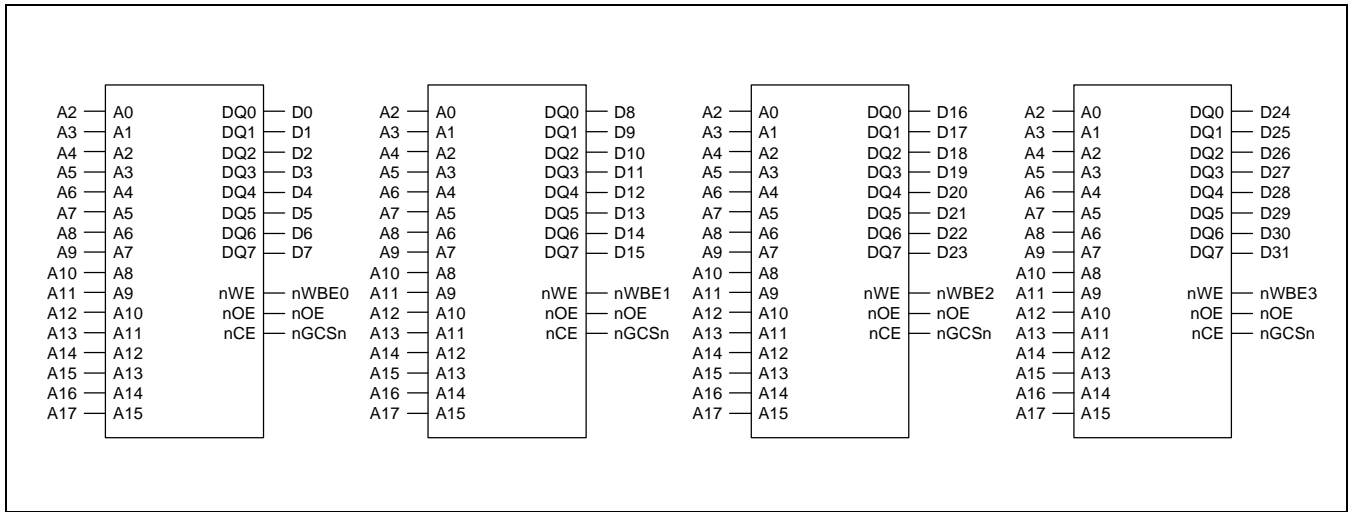 A2 A0 DQ0 D0 A2 A0 DQ0 D8 A2 A0 DQ0 D16 A2 A0 DQ0 D24
A3 A1 DQ1 D1 A3 A1 DQ1 D9 A3 A1 DQ1 D17 A3 A1 DQ1 D25
A4 A2 DQ2 D2 A4 A2 DQ2 D10 A4 A2 DQ2 D18 A4 A2 DQ2 D26
A5 A3 DQ3 D3 A5 A3 DQ3 D11 A5 A3 DQ3 D19 A5 A3 DQ3 D27
A6 A4 DQ4 D4 A6 A4 DQ4 D12 A6 A4 DQ4 D20 A6 A4 DQ4 D28
A7 A5 DQ5 D5 A7 A5 DQ5 D13 A7 A5 DQ5 D21 A7 A5 DQ5 D29
A8 A6 DQ6 D6 A8 A6 DQ6 D14 A8 A6 DQ6 D22 A8 A6 DQ6 D30
A9 A7 DQ7 D7 A9 A7 DQ7 D15 A9 A7 DQ7 D23 A9 A7 DQ7 D31
A10 A8 A10 A8 A10 A8 A10 A8
A11 A9 nWE nWBE0 A11 A9 nWE nWBE1 A11 A9 nWE nWBE2 A11 A9 nWE nWBE3
A12 A10 nOE nOE A12 A10 nOE nOE A12 A10 nOE nOE A12 A10 nOE nOE
A13 A11 nCE nGCSn A13 A11 nCE nGCSn A13 A11 nCE nGCSn A13 A11 nCE nGCSn
A14 A12 A14 A12 A14 A12 A14 A12
A15 A13 A15 A13 A15 A13 A15 A13
A16 A14 A16 A14 A16 A14 A16 A14
A17 A15 A17 A15 A17 A15 A17 A15